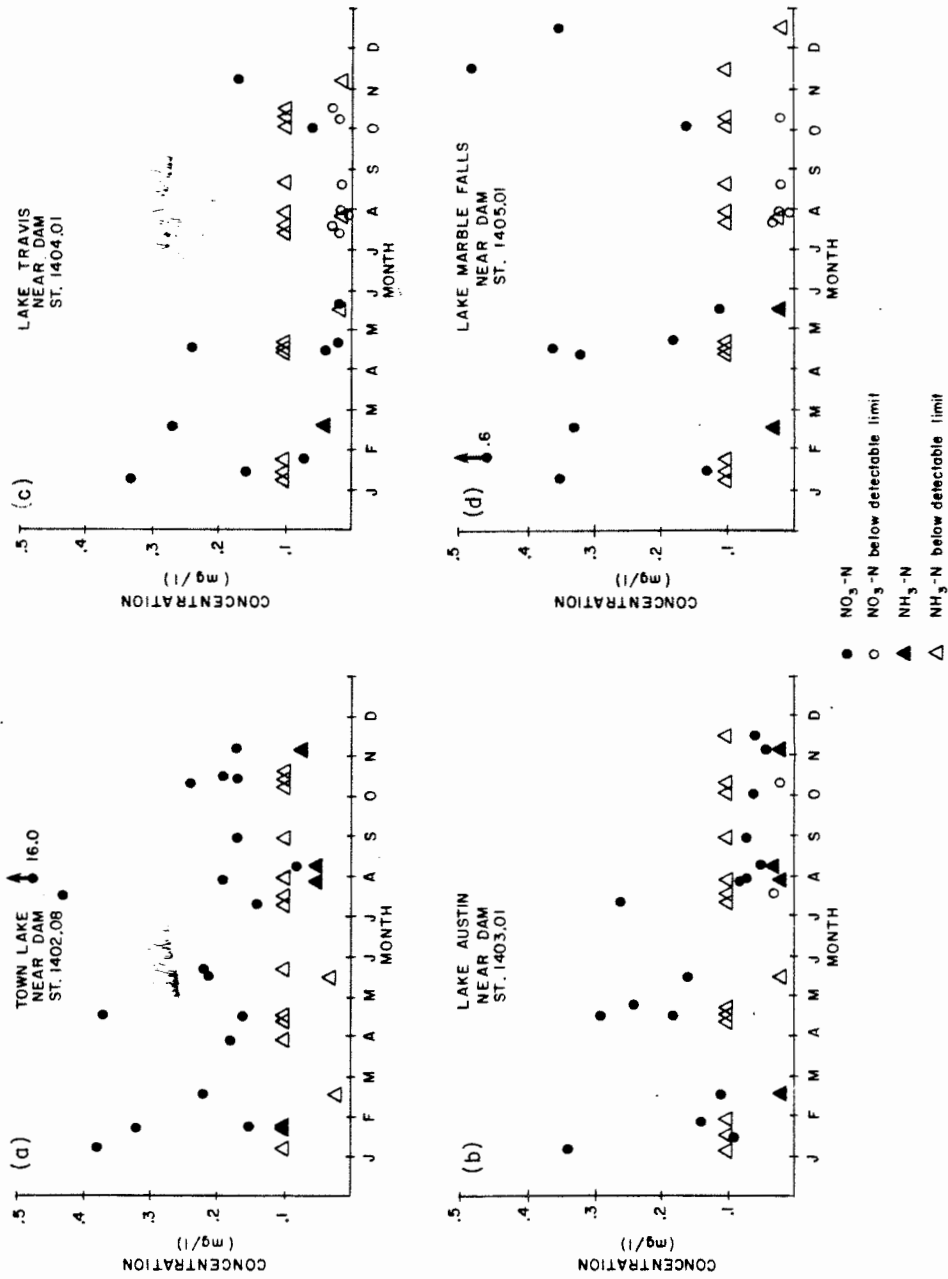 (a)
TOWN LAKE
NEAR DAM
ST. 1402.08
16.0
.5
.4
.3
.2
.1
CONCENTRATION
(mg/l)
J F M A M J J A S O N D
MONTH
(b)
LAKE AUSTIN
NEAR DAM
ST. 1403.01
.5
.4
.3
.2
.1
CONCENTRATION
(mg/l)
J F M A M J J A S O N D
MONTH
(c)
LAKE TRAVIS
NEAR DAM
ST. 1404.01
.5
.4
.3
.2
.1
CONCENTRATION
(mg/l)
J F M A M J J A S O N D
MONTH
(d)
LAKE MARBLE FALLS
NEAR DAM
ST. 1405.01
.6
.5
.4
.3
.2
.1
CONCENTRATION
(mg/l)
J F M A M J J A S O N D
MONTH
NO₃-N
NO₃-N below detectable limit
NH₃-N
NH₃-N below detectable limit